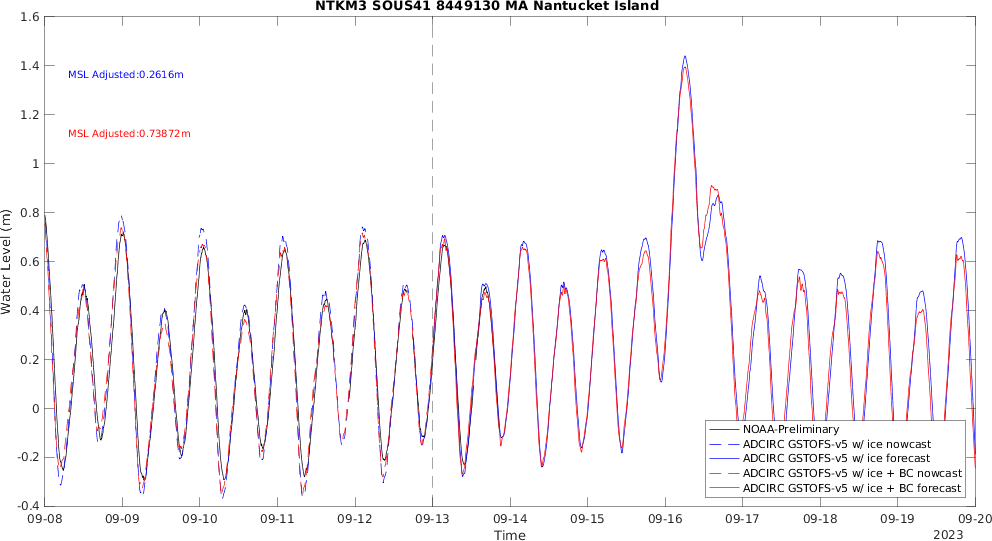 NTKM3 SOUS41 8449130 MA Nantucket Island
1.6
1.4
1.2
1
0.8
0.6
0.4
0.2
0
-0.2
-0.4
Water Level (m)
MSL Adjusted:0.2616m
MSL Adjusted:0.73872m
NOAA-Preliminary
ADCIRC GSTOFS-v5 w/ ice nowcast
ADCIRC GSTOFS-v5 w/ ice forecast
ADCIRC GSTOFS-v5 w/ ice + BC nowcast
ADCIRC GSTOFS-v5 w/ ice + BC forecast
09-08 09-09 09-10 09-11 09-12 09-13 09-14 09-15 09-16 09-17 09-18 09-19 09-20
Time
2023